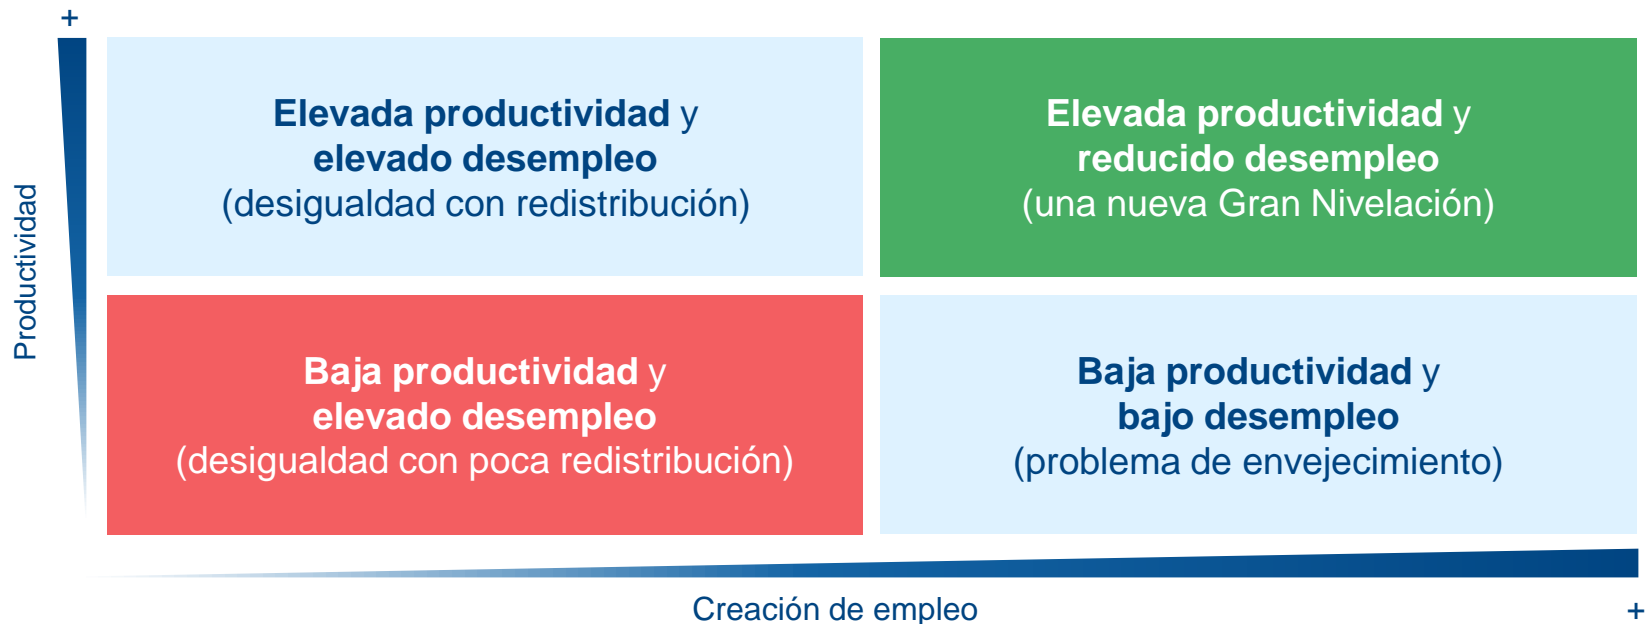 +
Productividad
Elevada productividad y
elevado desempleo
(desigualdad con redistribución)
Elevada productividad y
reducido desempleo
(una nueva Gran Nivelación)
Baja productividad y
elevado desempleo
(desigualdad con poca redistribución)
Baja productividad y
bajo desempleo
(problema de envejecimiento)
Creación de empleo
+